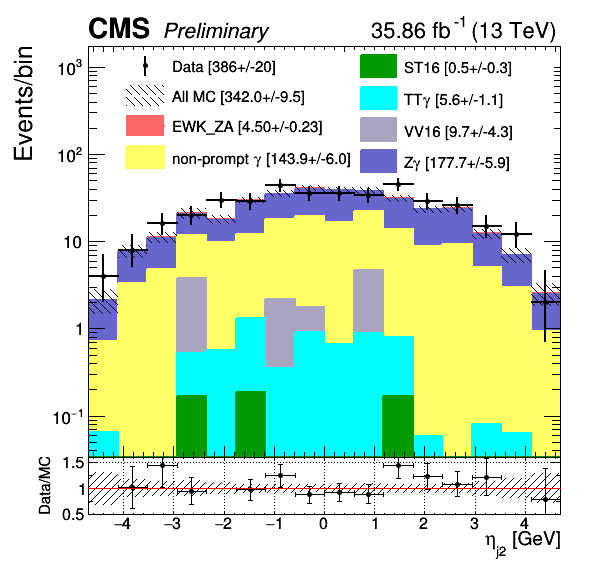 CMS Preliminary 35.86 fb⁻¹ (13 TeV)
Events/bin
10³
10²
10
1
10⁻¹
Data [386+/-20]
All MC [342.0+/-9.5]
EWK_ZA [4.50+/-0.23]
non-prompt γ [143.9+/-6.0]
ST16 [0.5+/-0.3]
TTγ [5.6+/-1.1]
VV16 [9.7+/-4.3]
Zγ [177.7+/-5.9]
Data/MC
1.5
1
0.5
−4 −3 −2 −1 0 1 2 3 4
η_j2 [GeV]